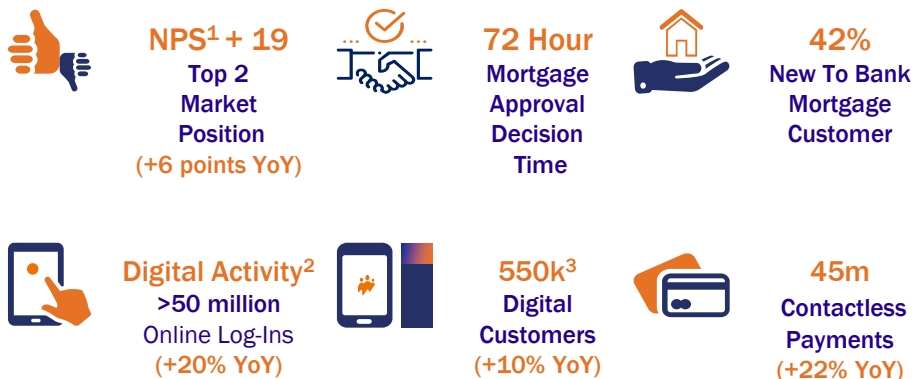 NPS¹ + 19
Top 2
Market
Position
(+6 points YoY)
72 Hour
Mortgage
Approval
Decision
Time
42%
New To Bank
Mortgage
Customer
Digital Activity²
>50 million
Online Log-Ins
(+20% YoY)
550k³
Digital
Customers
(+10% YoY)
45m
Contactless
Payments
(+22% YoY)